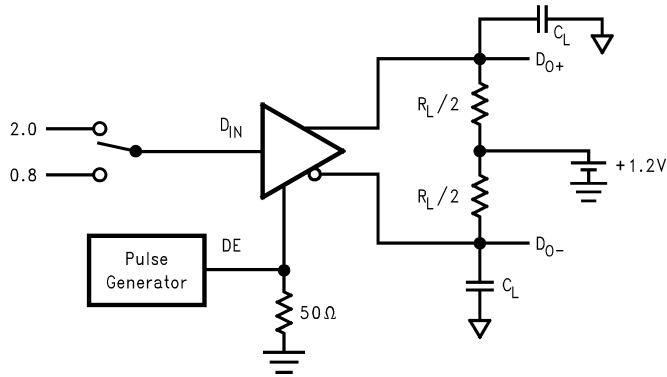 C_L
D_O+
2.0
D_IN
R_L/2
0.8
+1.2V
R_L/2
DE
D_O−
Pulse
Generator
C_L
50Ω